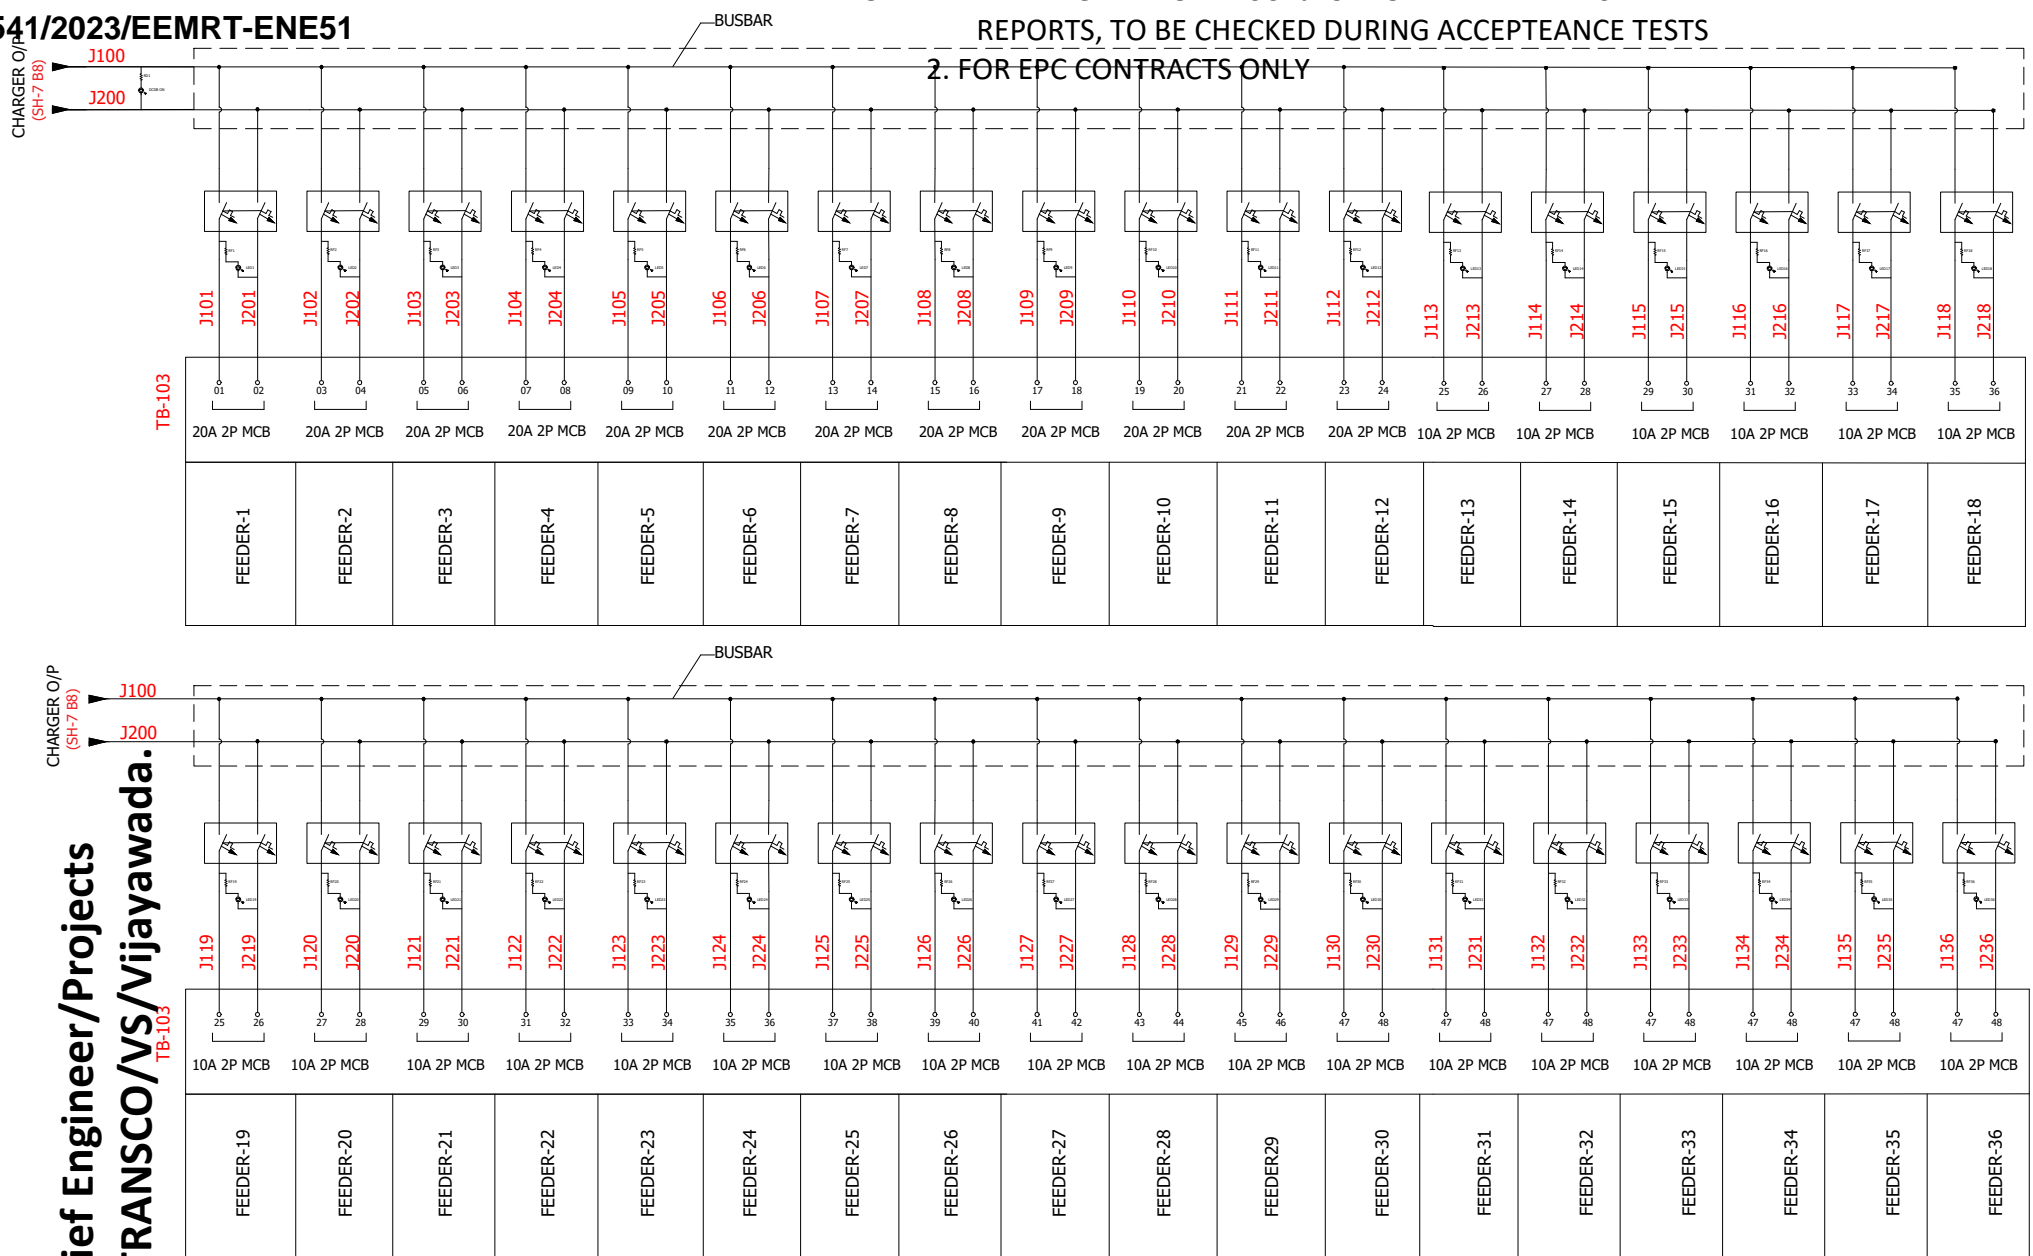 541/2023/EEMRT-ENE51
REPORTS, TO BE CHECKED DURING ACCEPTEANCE TESTS
2. FOR EPC CONTRACTS ONLY
BUSBAR
CHARGER O/P
(SH-7 B8)
J100
J200
J101 J201 J102 J202 J103 J203 J104 J204 J105 J205 J106 J206 J107 J207 J108 J208 J109 J209 J110 J210 J111 J211 J112 J212 J113 J213 J114 J214 J115 J215 J116 J216 J117 J217 J118 J218
TB-103
01 02 03 04 05 06 07 08 09 10 11 12 13 14 15 16 17 18 19 20 21 22 23 24 25 26 27 28 29 30 31 32 33 34 35 36
20A 2P MCB 20A 2P MCB 20A 2P MCB 20A 2P MCB 20A 2P MCB 20A 2P MCB 20A 2P MCB 20A 2P MCB 20A 2P MCB 20A 2P MCB 20A 2P MCB 20A 2P MCB 10A 2P MCB 10A 2P MCB 10A 2P MCB 10A 2P MCB 10A 2P MCB 10A 2P MCB
FEEDER-1 FEEDER-2 FEEDER-3 FEEDER-4 FEEDER-5 FEEDER-6 FEEDER-7 FEEDER-8 FEEDER-9 FEEDER-10 FEEDER-11 FEEDER-12 FEEDER-13 FEEDER-14 FEEDER-15 FEEDER-16 FEEDER-17 FEEDER-18
BUSBAR
CHARGER O/P
(SH-7 B8)
J100
J200
J119 J219 J120 J220 J121 J221 J122 J222 J123 J223 J124 J224 J125 J225 J126 J226 J127 J227 J128 J228 J129 J229 J130 J230 J131 J231 J132 J232 J133 J233 J134 J234 J135 J235 J136 J236
TB-103
25 26 27 28 29 30 31 32 33 34 35 36 37 38 39 40 41 42 43 44 45 46 47 48 47 48 47 48 47 48 47 48 47 48 47 48
10A 2P MCB 10A 2P MCB 10A 2P MCB 10A 2P MCB 10A 2P MCB 10A 2P MCB 10A 2P MCB 10A 2P MCB 10A 2P MCB 10A 2P MCB 10A 2P MCB 10A 2P MCB 10A 2P MCB 10A 2P MCB 10A 2P MCB 10A 2P MCB 10A 2P MCB 10A 2P MCB
FEEDER-19 FEEDER-20 FEEDER-21 FEEDER-22 FEEDER-23 FEEDER-24 FEEDER-25 FEEDER-26 FEEDER-27 FEEDER-28 FEEDER29 FEEDER-30 FEEDER-31 FEEDER-32 FEEDER-33 FEEDER-34 FEEDER-35 FEEDER-36
ief Engineer/Projects
TRANSCO/VS/Vijayawada.